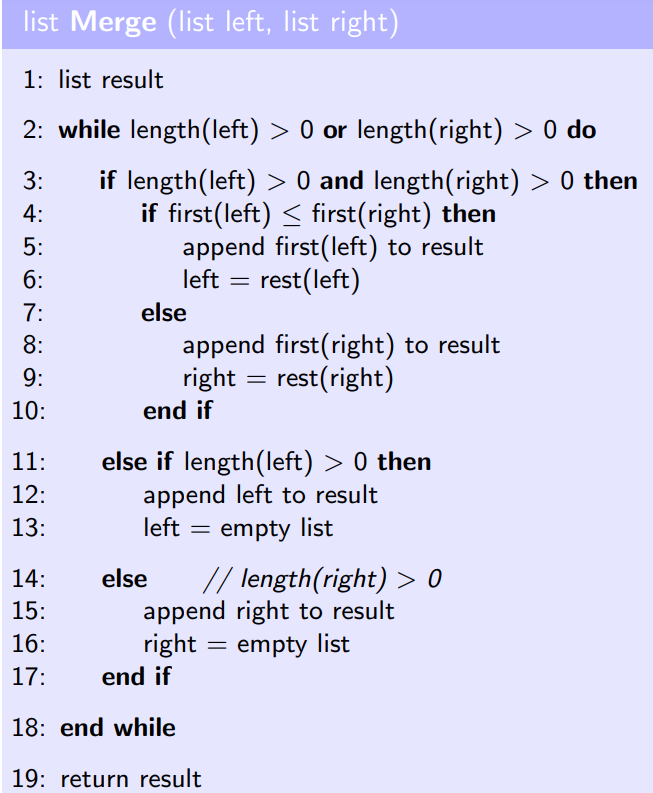 list Merge (list left, list right)
1: list result
2: while length(left) > 0 or length(right) > 0 do
3: if length(left) > 0 and length(right) > 0 then
4: if first(left) ≤ first(right) then
5: append first(left) to result
6: left = rest(left)
7: else
8: append first(right) to result
9: right = rest(right)
10: end if
11: else if length(left) > 0 then
12: append left to result
13: left = empty list
14: else // length(right) > 0
15: append right to result
16: right = empty list
17: end if
18: end while
19: return result